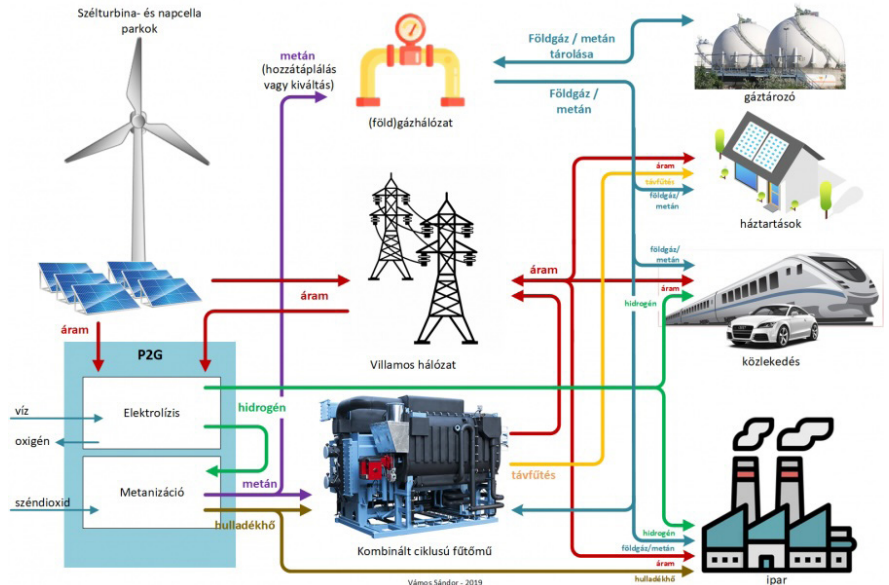 Szélturbina- és napcella
parkok
metán
(hozzátáplálás
vagy kiváltás)
(föld)gázhálózat
Földgáz / metán
tárolása
Földgáz /
metán
gáztározó
áram
távfűtés
földgáz/
metán
háztartások
földgáz/
metán
áram
hidrogén
közlekedés
áram
áram
áram
Villamos hálózat
P2G
Elektrolízis
víz
oxigén
hidrogén
Metanizáció
széndioxid
metán
hulladékhő
távfűtés
Kombinált ciklusú fűtőmű
hidrogén
földgáz/metán
áram
hulladékhő
ipar
Vámos Sándor - 2019